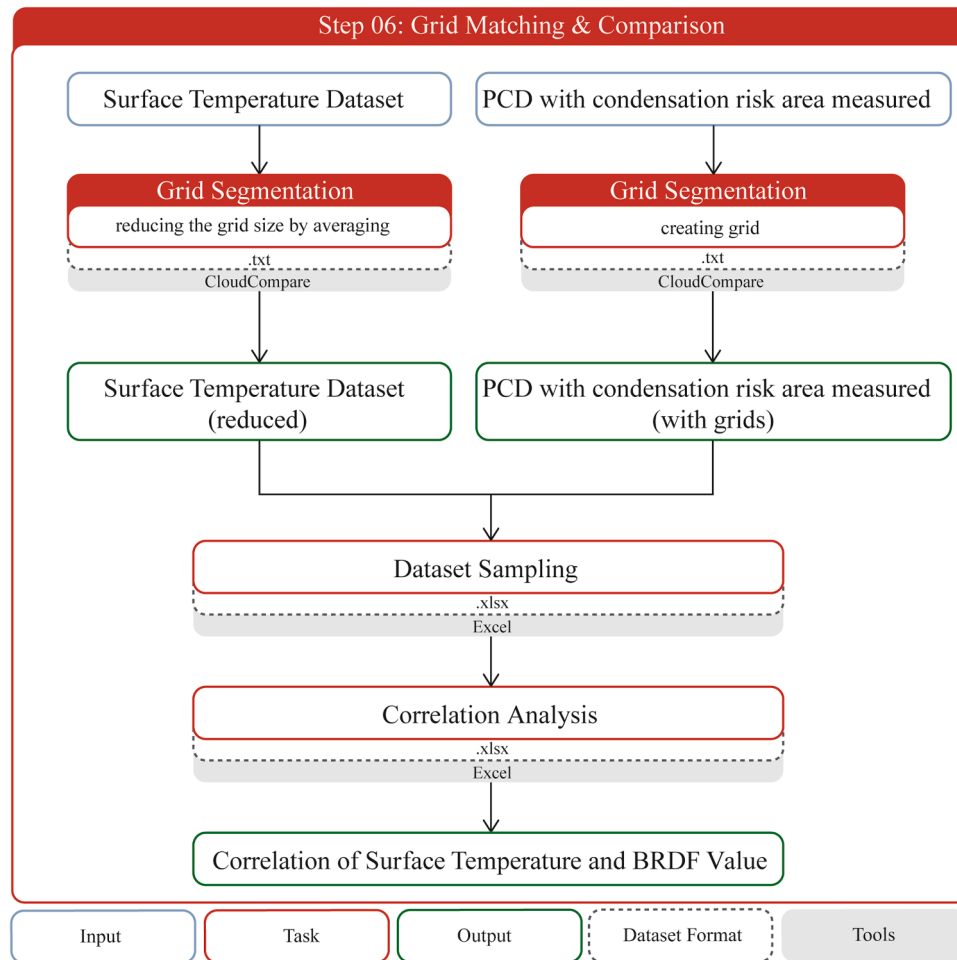 Step 06: Grid Matching & Comparison
Surface Temperature Dataset
PCD with condensation risk area measured
Grid Segmentation
reducing the grid size by averaging
.txt
CloudCompare
Grid Segmentation
creating grid
.txt
CloudCompare
Surface Temperature Dataset
(reduced)
PCD with condensation risk area measured
(with grids)
Dataset Sampling
.xlsx
Excel
Correlation Analysis
.xlsx
Excel
Correlation of Surface Temperature and BRDF Value
Input
Task
Output
Dataset Format
Tools